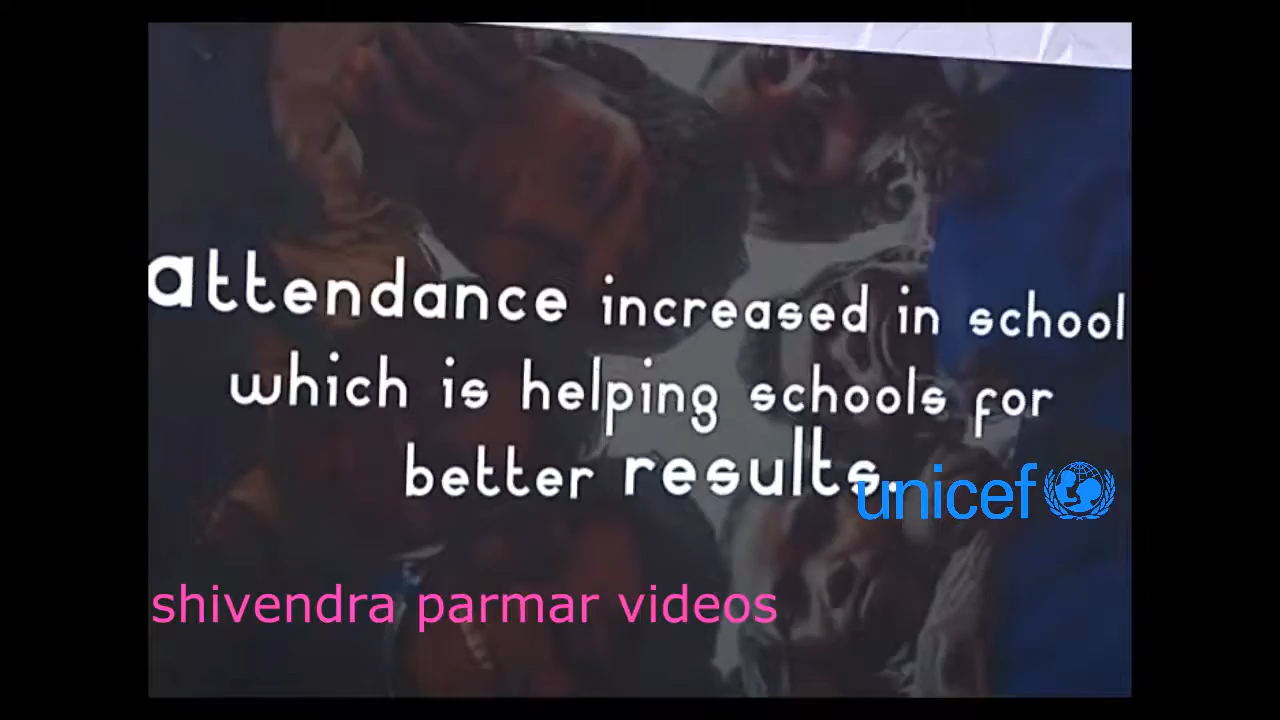 attendance increased in school
which is helping schools for
better results.
unicef
shivendra parmar videos